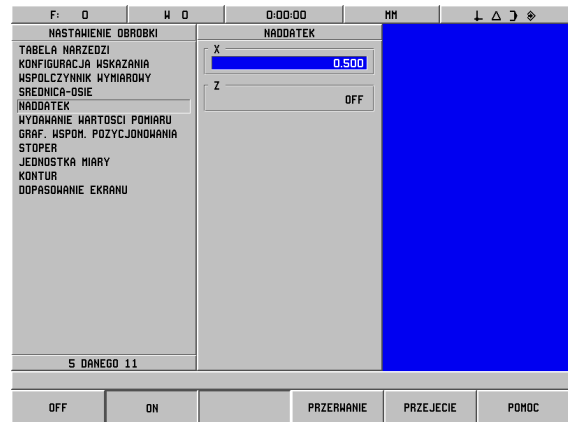 F: 0 W 0 0:00:00 MM
NASTAWIENIE OBROBKI
NADDATEK
TABELA NARZEDZI
KONFIGURACJA WSKAZANIA
WSPOLCZYNNIK WYMIAROWY
SREDNICA-OSIE
NADDATEK
WYDAWANIE WARTOSCI POMIARU
GRAF. WSPOM. POZYCJONOWANIA
STOPER
JEDNOSTKA MIARY
KONTUR
DOPASOWANIE EKRANU
X
0.500
Z
OFF
5 DANEGO 11
OFF ON PRZERWANIE PRZEJECIE POMOC